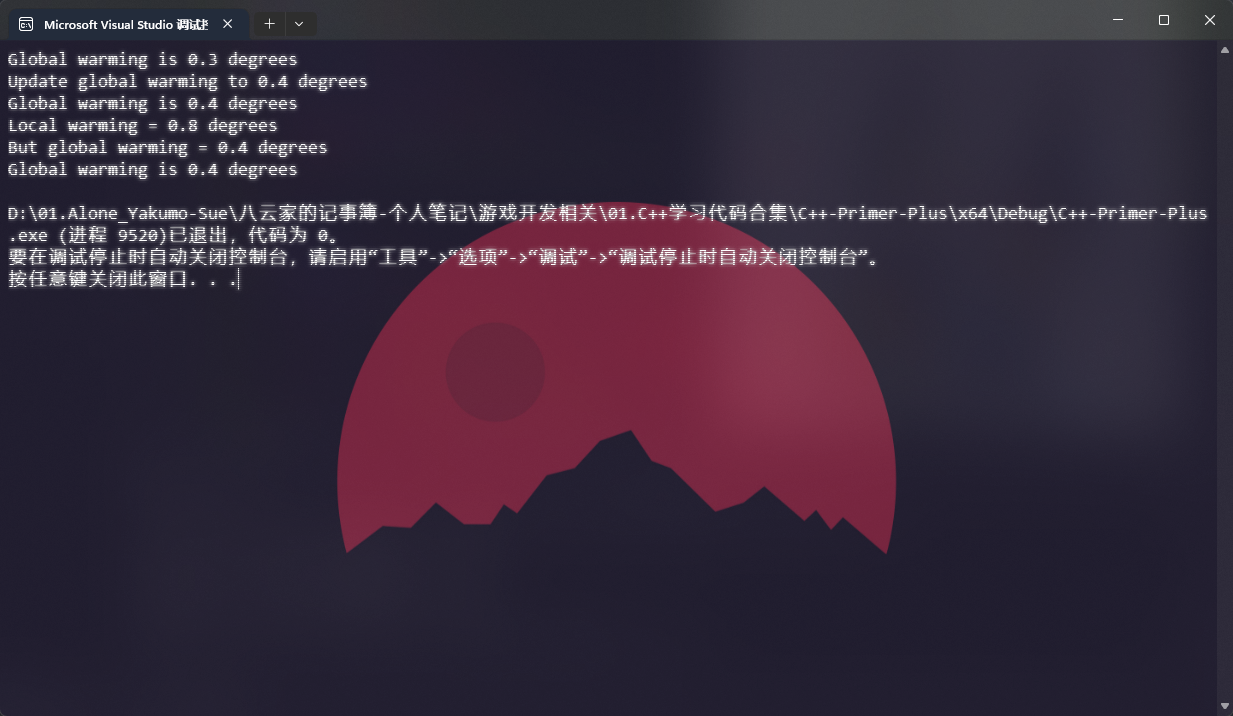 Microsoft Visual Studio 调试
Global warming is 0.3 degrees
Update global warming to 0.4 degrees
Global warming is 0.4 degrees
Local warming = 0.8 degrees
But global warming = 0.4 degrees
Global warming is 0.4 degrees
D:\01.Alone_Yakumo-Sue\八云家的记事簿-个人笔记\游戏开发相关\01.C++学习代码合集\C++-Primer-Plus\x64\Debug\C++-Primer-Plus
.exe (进程 9520)已退出，代码为 0。
要在调试停止时自动关闭控制台，请启用“工具”->“选项”->“调试”->“调试停止时自动关闭控制台”。
按任意键关闭此窗口. . .